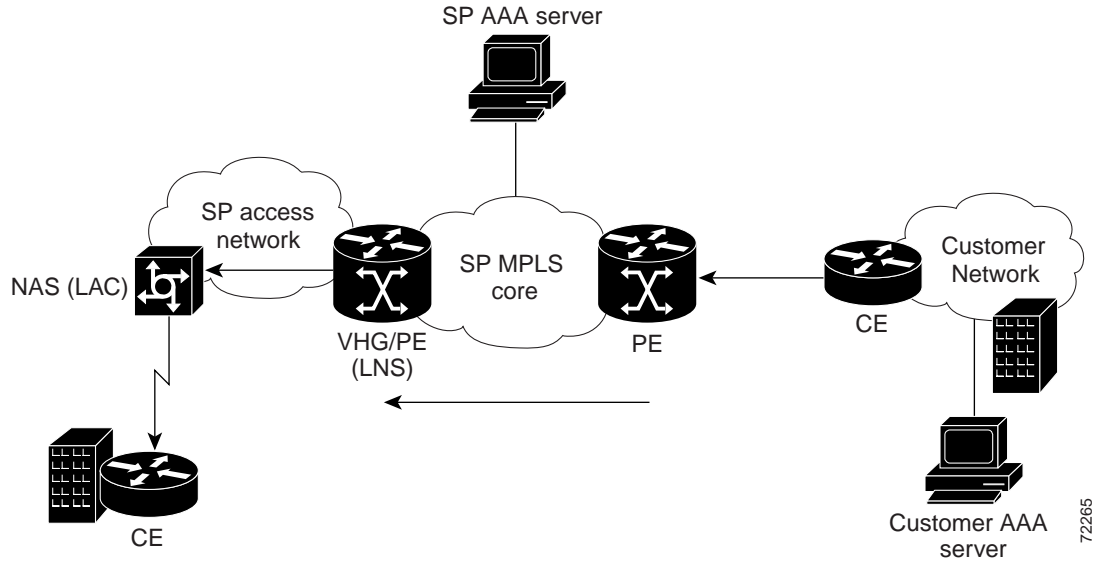 SP AAA server
SP access
network
NAS (LAC)
SP MPLS
core
VHG/PE
(LNS)
PE
CE
Customer
Network
CE
Customer AAA
server
72265